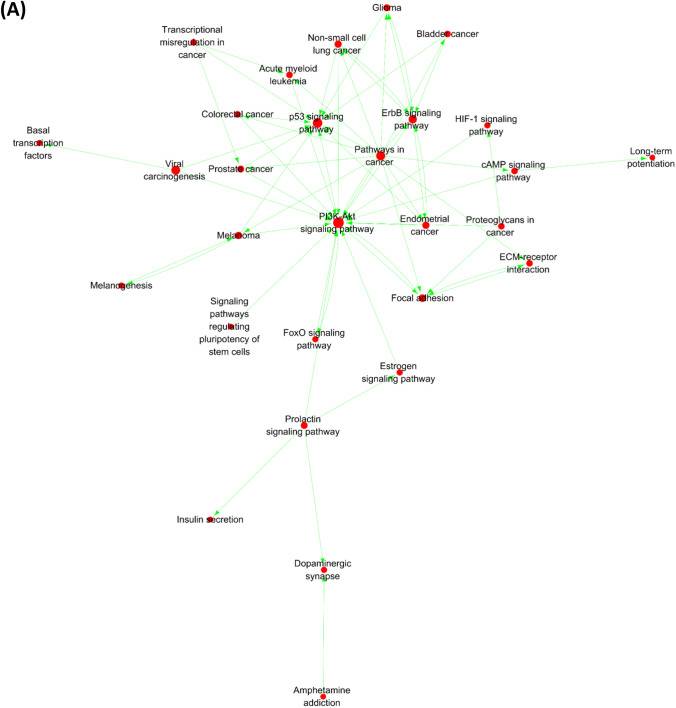 (A)
Glioma
Transcriptional
misregulation in
cancer
Non-small cell
lung cancer
Bladder cancer
Acute myeloid
leukemia
Colorectal cancer
p53 signaling
pathway
ErbB signaling
pathway
HIF-1 signaling
pathway
Basal
transcription
factors
Viral
carcinogenesis
Prostate cancer
Pathways in
cancer
cAMP signaling
pathway
Long-term
potentiation
PI3K-Akt
signaling pathway
Endometrial
cancer
Proteoglycans in
cancer
Melanoma
ECM-receptor
interaction
Melanogenesis
Focal adhesion
Signaling
pathways
regulating
pluripotency of
stem cells
FoxO signaling
pathway
Estrogen
signaling pathway
Prolactin
signaling pathway
Insulin secretion
Dopaminergic
synapse
Amphetamine
addiction